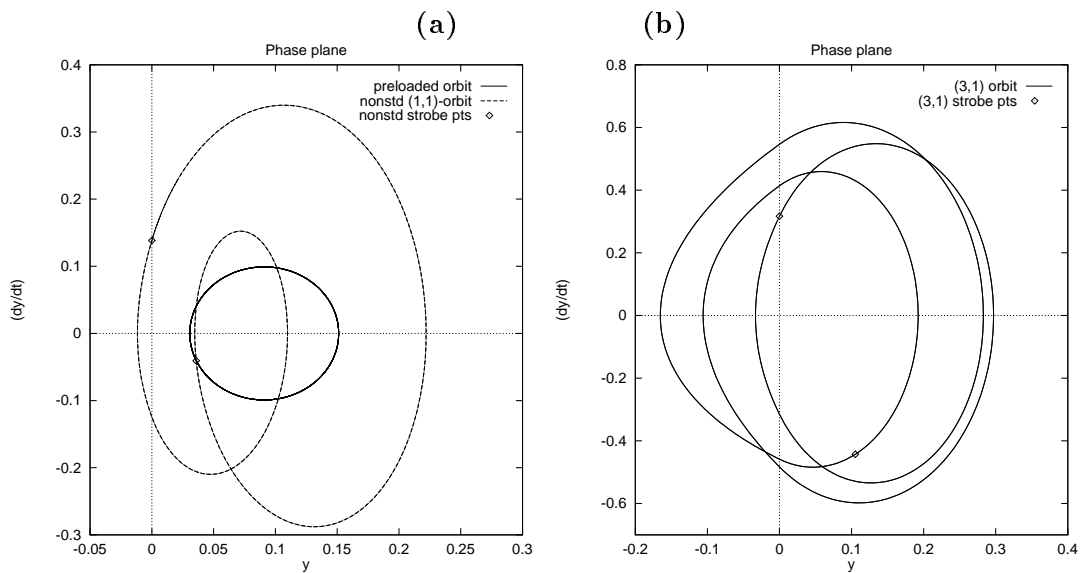 (a)
Phase plane
preloaded orbit
nonstd (1,1)-orbit
nonstd strobe pts
(dy/dt)
0.4
0.3
0.2
0.1
0
-0.1
-0.2
-0.3
-0.05 0 0.05 0.1 0.15 0.2 0.25 0.3
y
(b)
Phase plane
(3,1) orbit
(3,1) strobe pts
(dy/dt)
0.8
0.6
0.4
0.2
0
-0.2
-0.4
-0.6
-0.2 -0.1 0 0.1 0.2 0.3 0.4
y